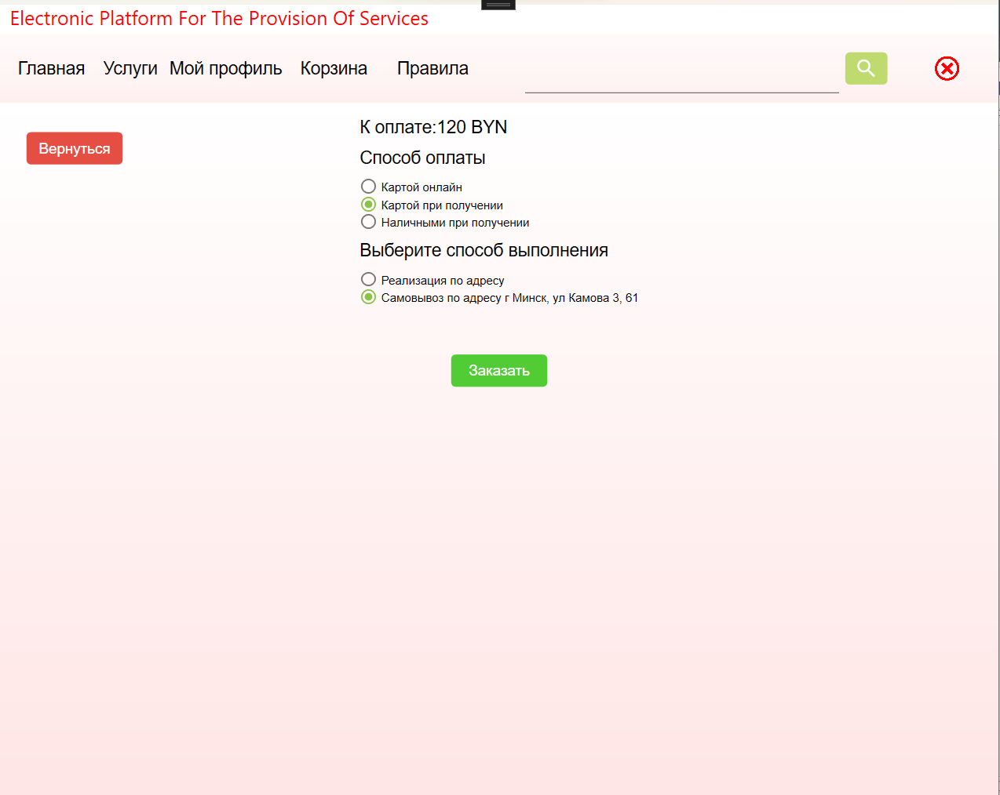 Electronic Platform For The Provision Of Services
Главная Услуги Мой профиль Корзина Правила
Вернуться
К оплате:120 BYN
Способ оплаты
Картой онлайн
Картой при получении
Наличными при получении
Выберите способ выполнения
Реализация по адресу
Самовывоз по адресу г Минск, ул Камова 3, 61
Заказать